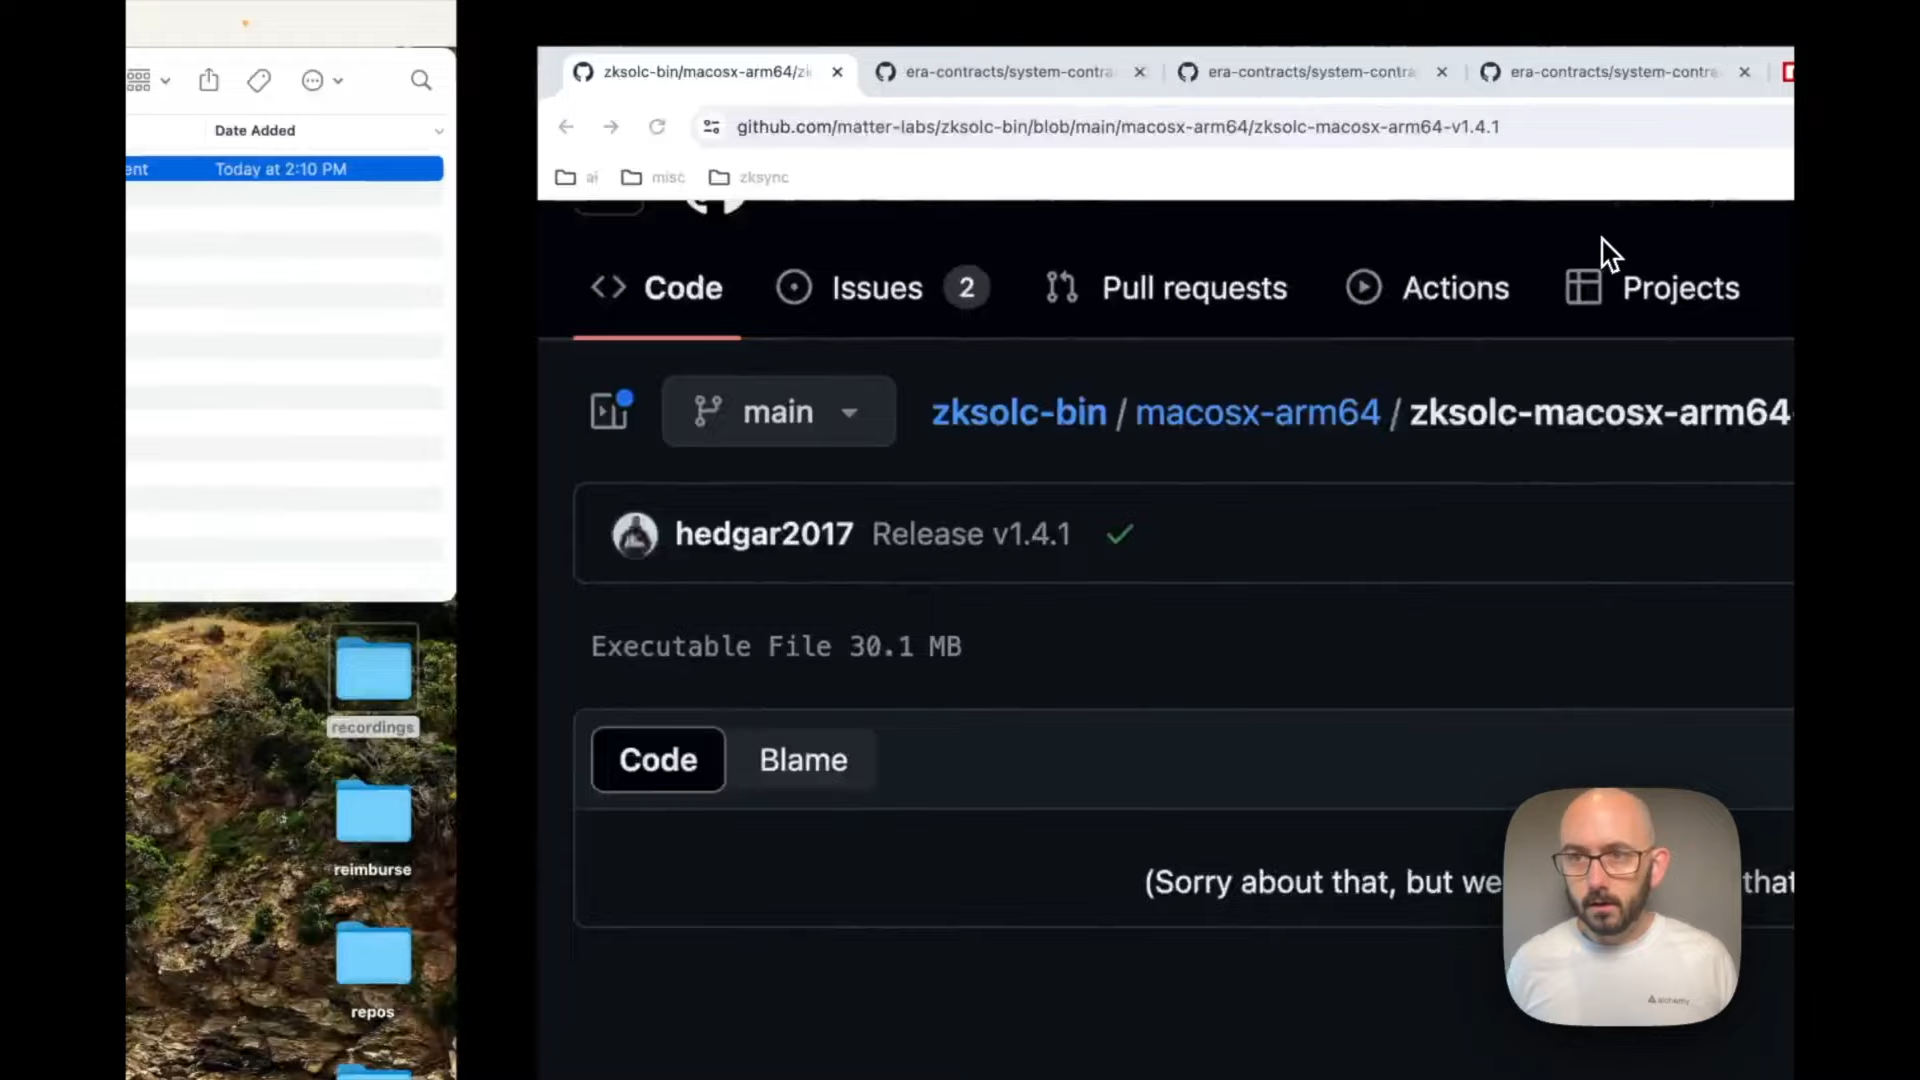 Date Added
ent
Today at 2:10 PM
recordings
reimburse
repos
zksolc-bin/macosx-arm64/z
era-contracts/system-contra
era-contracts/system-contra
era-contracts/system-contra
github.com/matter-labs/zksolc-bin/blob/main/macosx-arm64/zksolc-macosx-arm64-v1.4.1
ai
misc
zksync
Code
Issues 2
Pull requests
Actions
Projects
main
zksolc-bin / macosx-arm64 / zksolc-macosx-arm64-
hedgar2017 Release v1.4.1
Executable File 30.1 MB
Code
Blame
(Sorry about that, but we
that
alchemy